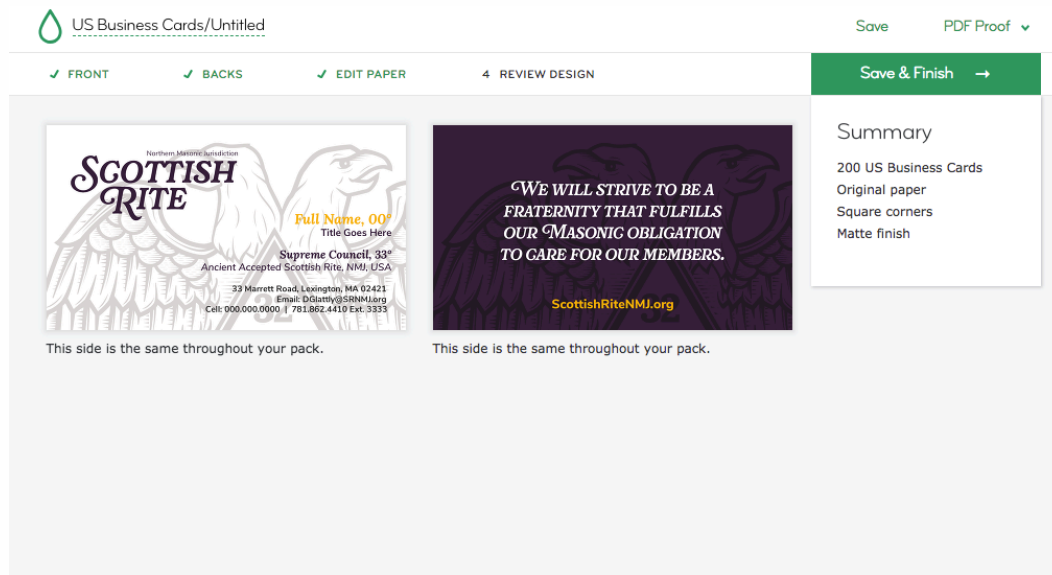 US Business Cards/Untitled
Save
PDF Proof
FRONT
BACKS
EDIT PAPER
4 REVIEW DESIGN
Save & Finish →
Northern Masonic Jurisdiction
SCOTTISH
RITE
Full Name, 00°
Title Goes Here
Supreme Council, 33°
Ancient Accepted Scottish Rite, NMJ, USA
33 Marrett Road, Lexington, MA 02421
Email: DGlattly@SRNMJ.org
Cell: 000.000.0000 | 781.862.4410 Ext. 3333
32
This side is the same throughout your pack.
WE WILL STRIVE TO BE A
FRATERNITY THAT FULFILLS
OUR MASONIC OBLIGATION
TO CARE FOR OUR MEMBERS.
ScottishRiteNMJ.org
32
This side is the same throughout your pack.
Summary
200 US Business Cards
Original paper
Square corners
Matte finish